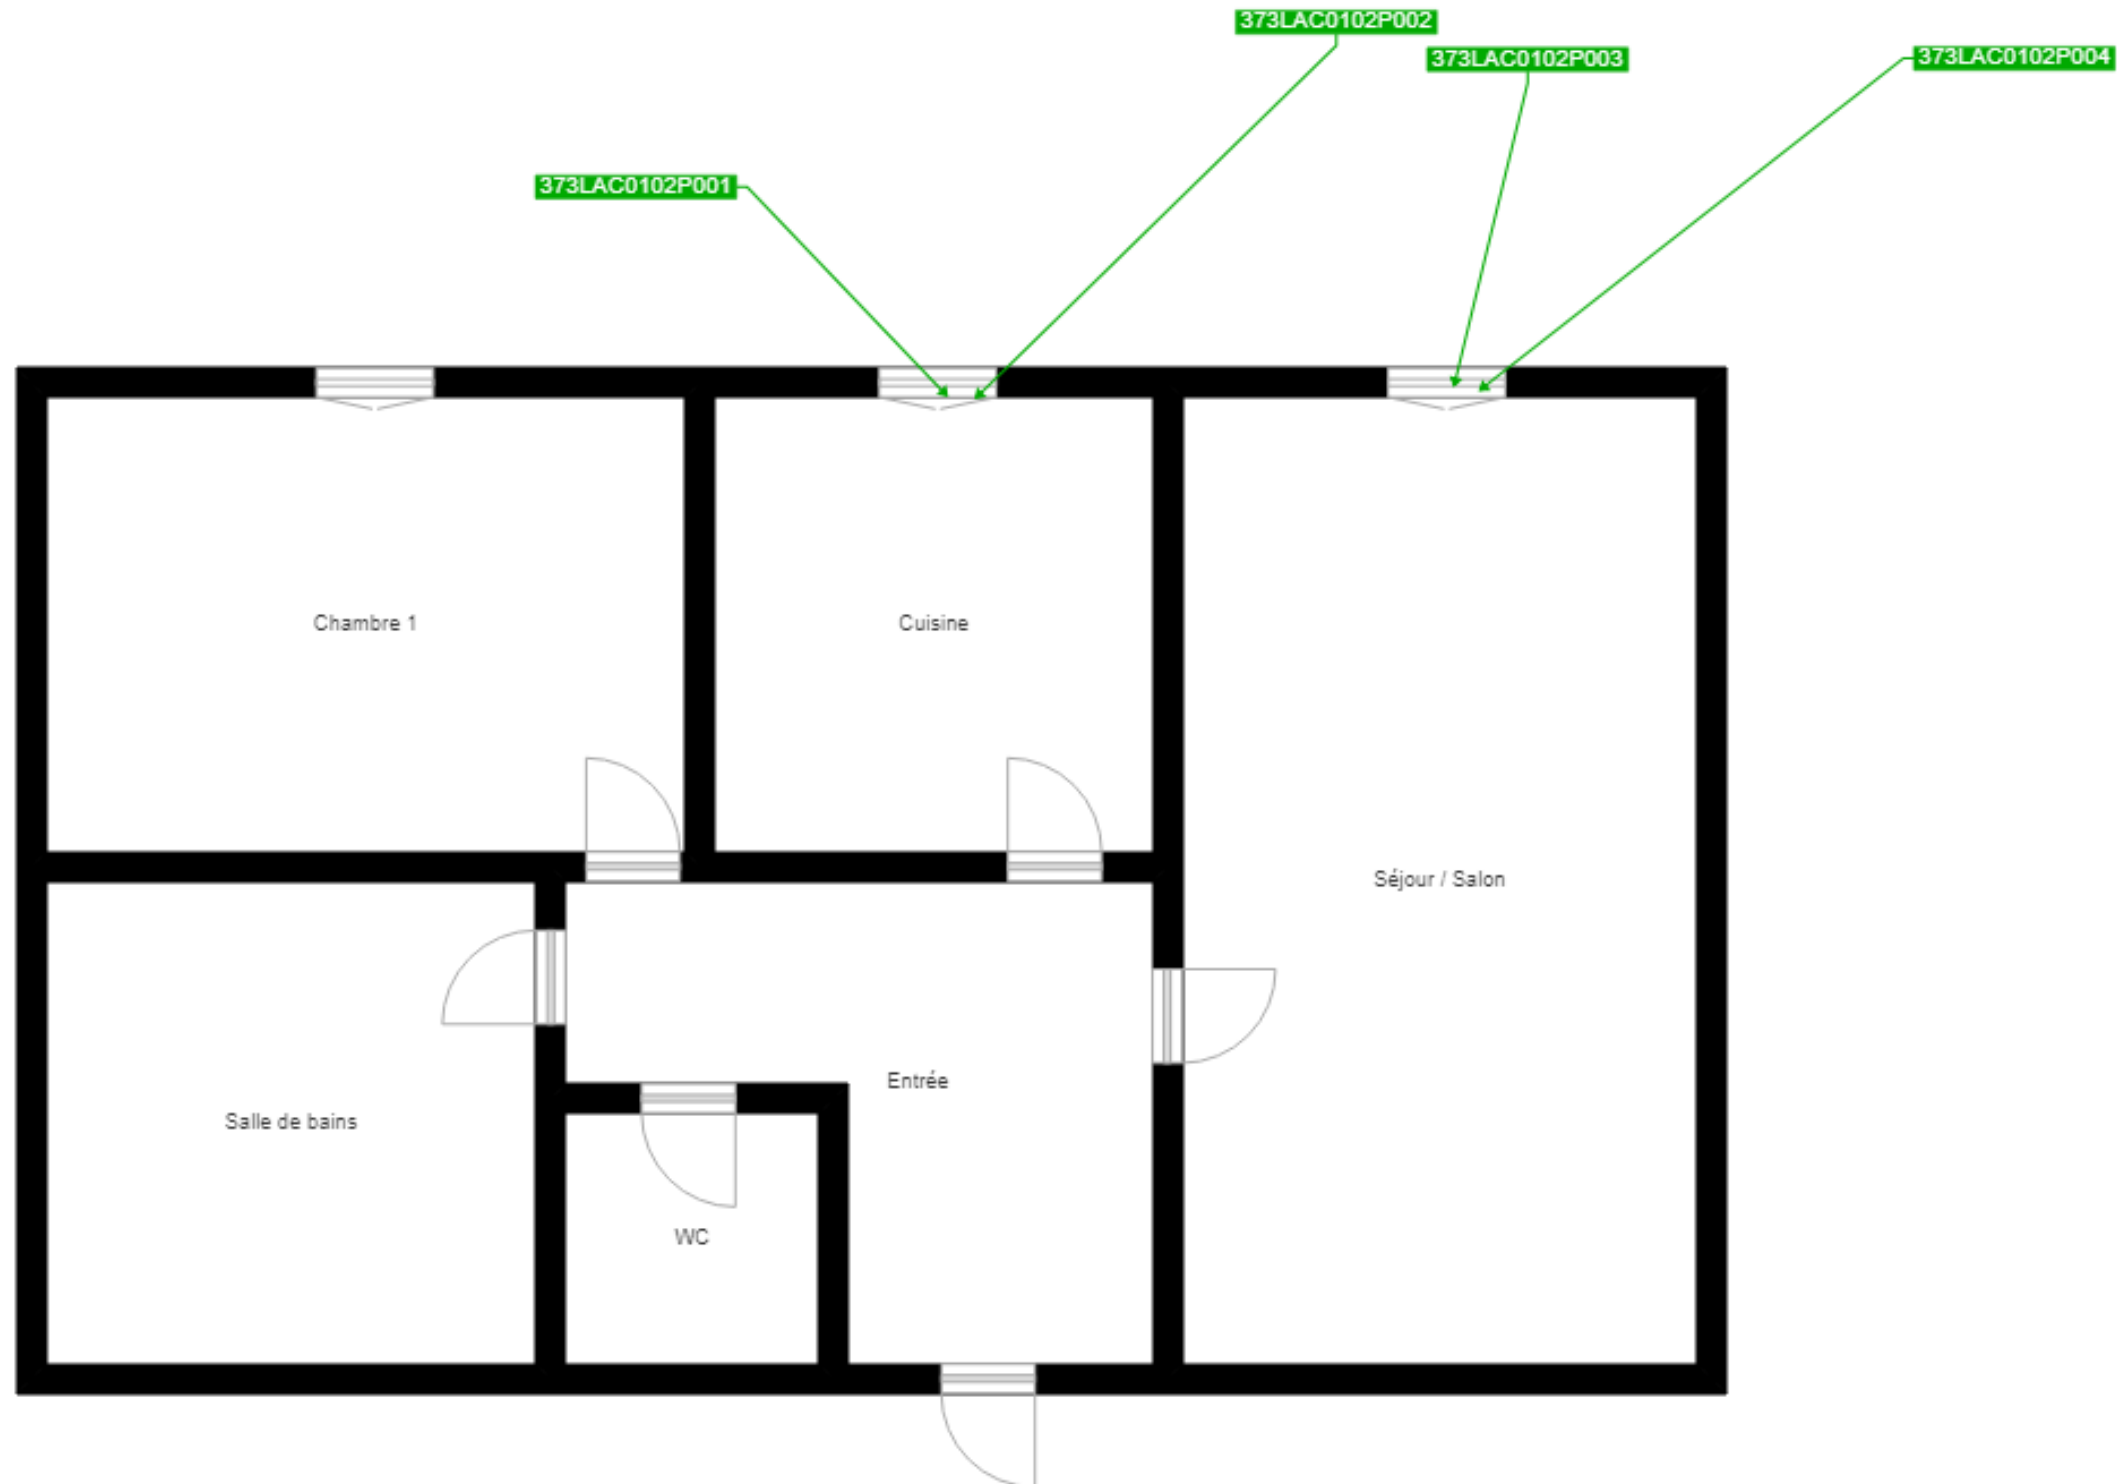 373LAC0102P002
373LAC0102P003
373LAC0102P004
373LAC0102P001
Chambre 1
Cuisine
Séjour / Salon
Entrée
Salle de bains
WC